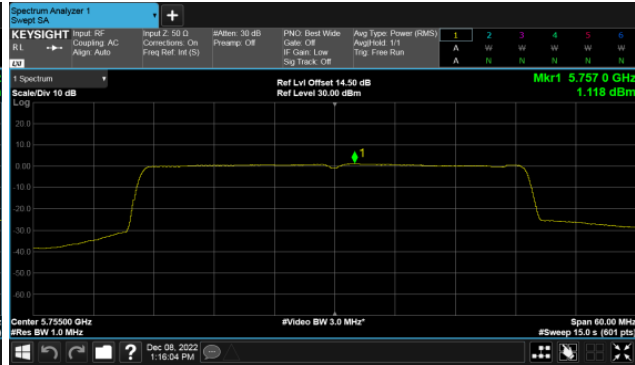 Spectrum Analyzer 1
Swept SA
+
KEYSIGHT Input: RF Input Z: 50 Ω #Atten: 30 dB PNO: Best Wide Avg Type: Power (RMS) 1 2 3 4 5 6
RL Coupling: AC Corrections: On Preamp: Off Gate: Off Avg|Hold: 1/1 A W W W W W
Align: Auto Freq Ref: Int (S) IF Gain: Low Trig: Free Run
LXI Sig Track: Off A N N N N N
1 Spectrum
Ref Lvl Offset 14.50 dB Mkr1 5.757 0 GHz
Scale/Div 10 dB Ref Level 30.00 dBm 1.118 dBm
Log
20.0
10.0
1
0.00
-10.0
-20.0
-30.0
-40.0
-50.0
-60.0
Center 5.75500 GHz #Video BW 3.0 MHz* Span 60.00 MHz
#Res BW 1.0 MHz #Sweep 15.0 s (601 pts)
? Dec 08, 2022
1:16:04 PM